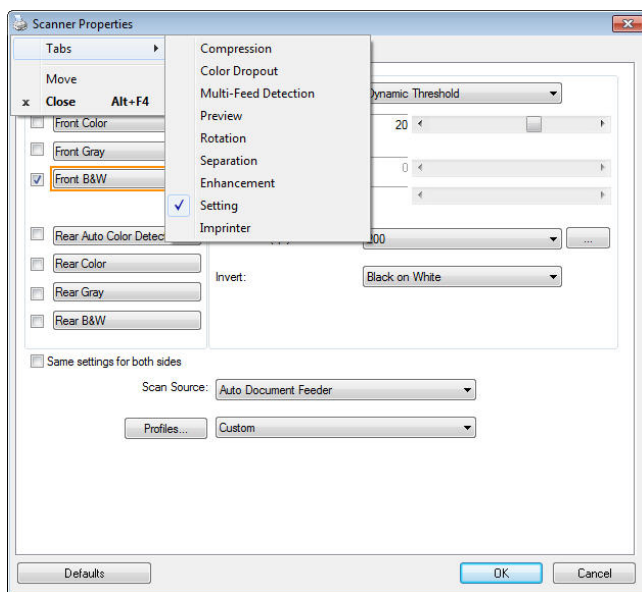 Scanner Properties
Tabs
Move
x Close Alt+F4
Compression
Color Dropout
Multi-Feed Detection
Preview
Rotation
Separation
Enhancement
Setting
Imprinter
Dynamic Threshold
Front Color
20
Front Gray
0
Front B&W
Rear Auto Color Detec
200
...
Rear Color
Invert: Black on White
Rear Gray
Rear B&W
Same settings for both sides
Scan Source: Auto Document Feeder
Profiles... Custom
Defaults OK Cancel